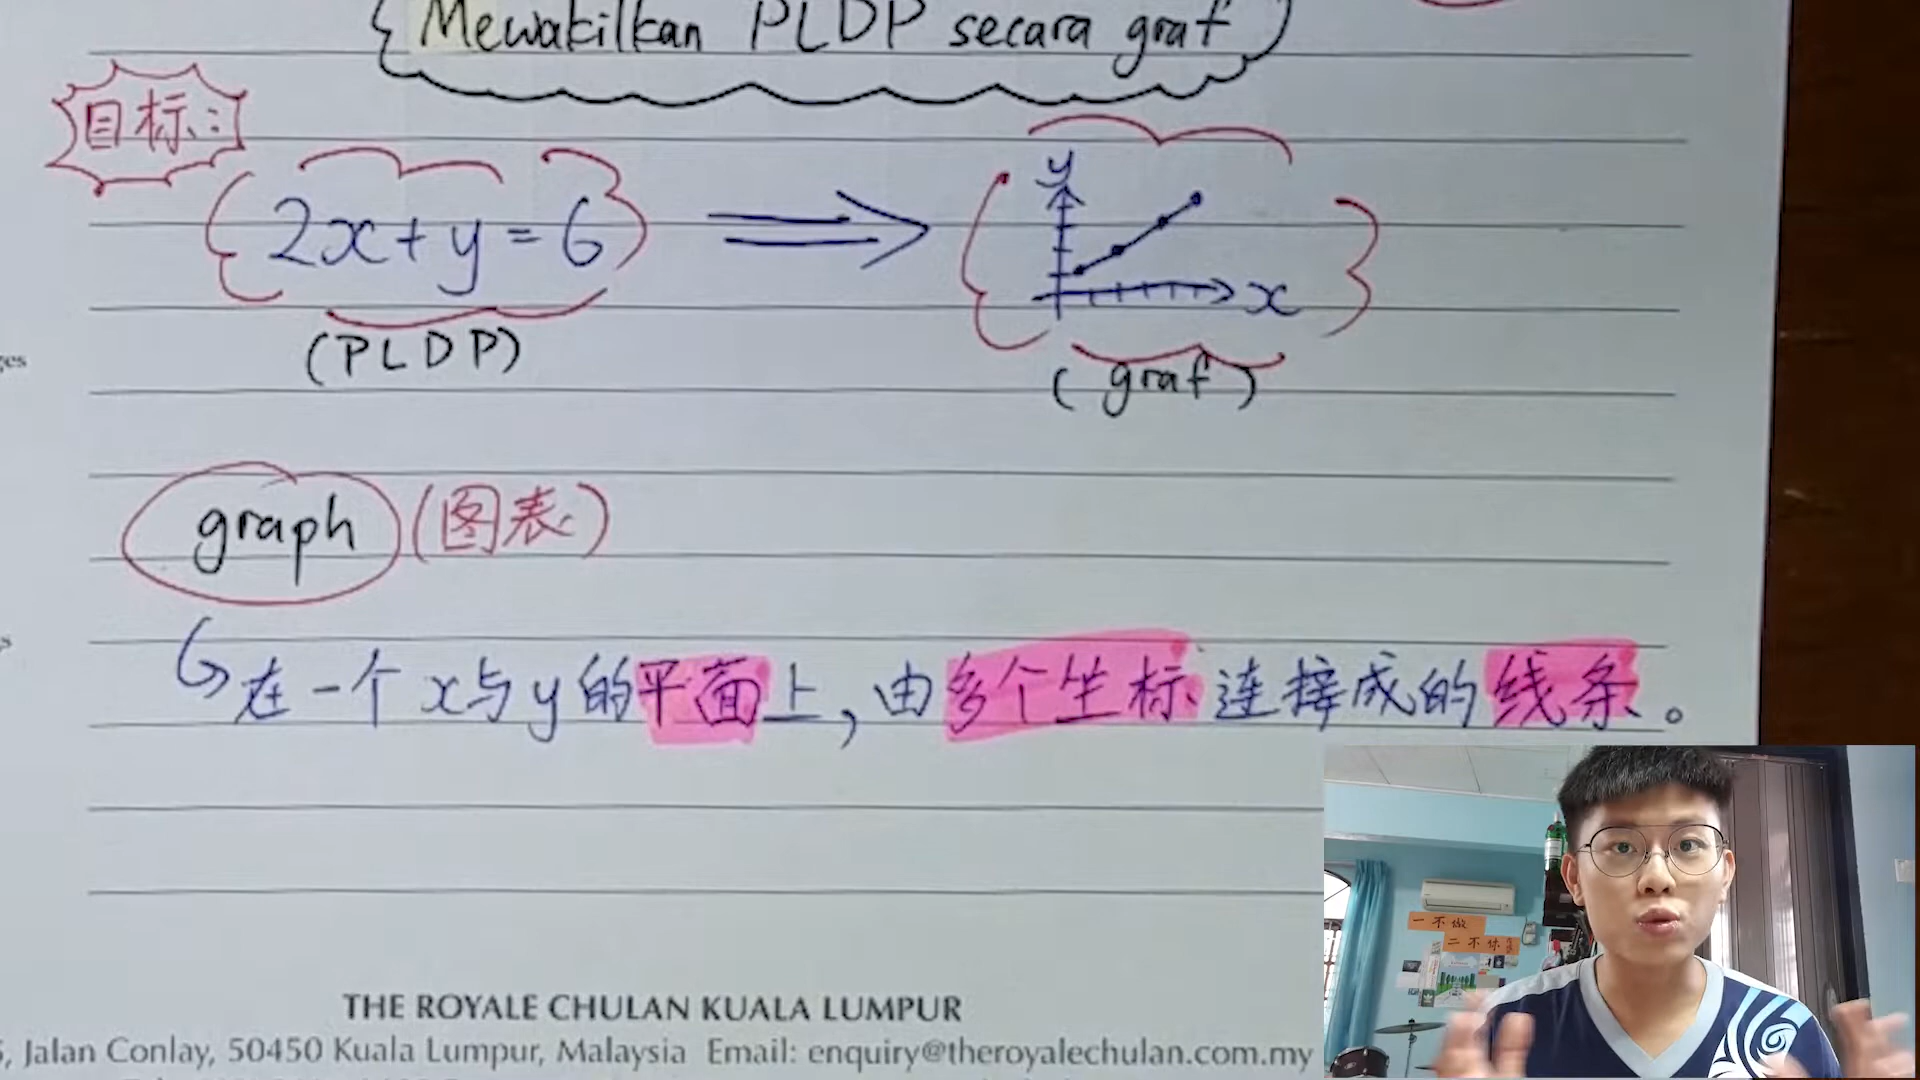 Mewakilkan PLDP secara graf
目标:
2x+y=6
y
x
(PLDP)
(graf)
graph (图表)
在一个x与y的平面上,由多个坐标连接成的线条。
一不做
二不休
THE ROYALE CHULAN KUALA LUMPUR
, Jalan Conlay, 50450 Kuala Lumpur, Malaysia Email: enquiry@theroyalechulan.com.my